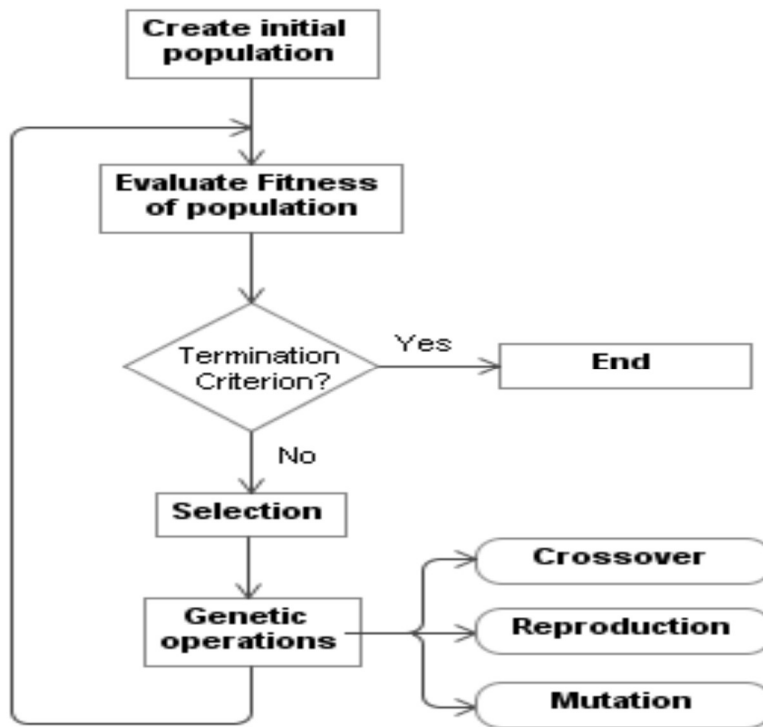 Create initial
population
Evaluate Fitness
of population
Termination
Criterion?
Yes
End
No
Selection
Genetic
operations
Crossover
Reproduction
Mutation